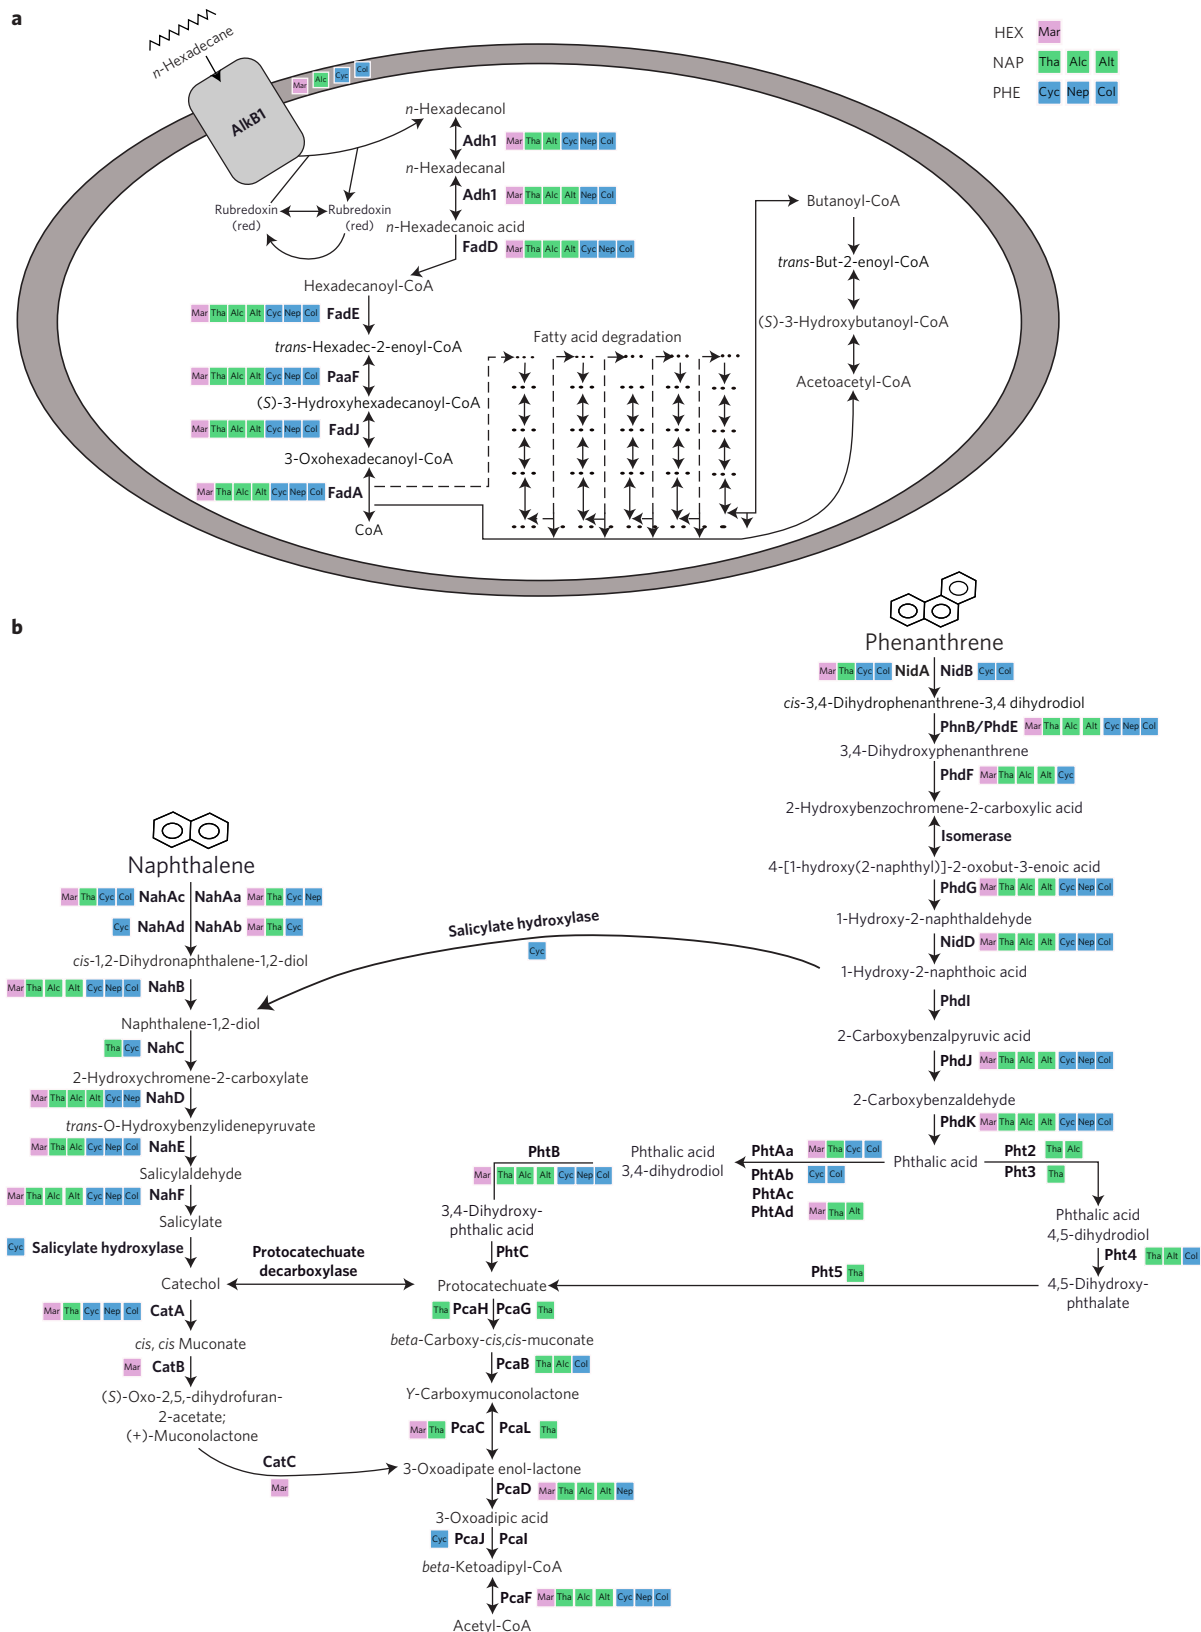 a
n-Hexadecane
AlkB1
Mar Alc Cyc Col
HEX Mar
NAP Tha Alc Alt
PHE Cyc Nep Col
n-Hexadecanol
Adh1 Mar Tha Alt Cyc Nep Col
n-Hexadecanal
Adh1 Mar Tha Alc Alt Nep Col
Rubredoxin
(red)
Rubredoxin
(red)
n-Hexadecanoic acid
FadD Mar Tha Alc Alt Cyc Nep Col
Hexadecanoyl-CoA
Mar Tha Alc Alt Cyc Nep Col FadE
trans-Hexadec-2-enoyl-CoA
Mar Tha Alc Alt Cyc Nep Col PaaF
(S)-3-Hydroxyhexadecanoyl-CoA
Mar Tha Alc Alt Cyc Nep Col FadJ
3-Oxohexadecanoyl-CoA
Mar Tha Alc Alt Cyc Nep Col FadA
CoA
Fatty acid degradation
Butanoyl-CoA
trans-But-2-enoyl-CoA
(S)-3-Hydroxybutanoyl-CoA
Acetoacetyl-CoA
b
Phenanthrene
Mar Tha Cyc Col NidA NidB Cyc Col
cis-3,4-Dihydrophenanthrene-3,4 dihydrodiol
PhnB/PhdE Mar Tha Alc Alt Cyc Nep Col
3,4-Dihydroxyphenanthrene
PhdF Mar Tha Alc Alt Cyc
2-Hydroxybenzochromene-2-carboxylic acid
Isomerase
4-[1-hydroxy(2-naphthyl)]-2-oxobut-3-enoic acid
PhdG Mar Tha Alc Alt Cyc Nep Col
1-Hydroxy-2-naphthaldehyde
NidD Mar Tha Alc Alt Cyc Nep Col
1-Hydroxy-2-naphthoic acid
PhdI
2-Carboxybenzalpyruvic acid
PhdJ Mar Tha Alc Alt Cyc Nep Col
2-Carboxybenzaldehyde
PhdK Mar Tha Alc Alt Cyc Nep Col
Phthalic acid
Pht2 Tha Alc
Pht3 Tha
Phthalic acid
4,5-dihydrodiol
Pht4 Tha Alt Col
4,5-Dihydroxy-
phthalate
Pht5 Tha
PhtAa Mar Tha Cyc Col
PhtAb Cyc Col
PhtAc
PhtAd Mar Tha Alt
Phthalic acid
3,4-dihydrodiol
PhtB
Mar Tha Alc Alt Cyc Nep Col
3,4-Dihydroxy-
phthalic acid
PhtC
Protocatechuate
Naphthalene
Mar Tha Cyc Col NahAc NahAa Mar Tha Cyc Nep
Cyc NahAd NahAb Mar Tha Cyc
cis-1,2-Dihydronaphthalene-1,2-diol
Mar Tha Alc Alt Cyc Nep Col NahB
Salicylate hydroxylase
Cyc
Naphthalene-1,2-diol
Tha Cyc NahC
2-Hydroxychromene-2-carboxylate
Mar Tha Alc Alt Cyc Nep NahD
trans-O-Hydroxybenzylidenepyruvate
Mar Tha Alc Cyc Nep Col NahE
Salicylaldehyde
Mar Tha Alc Alt Cyc Nep Col NahF
Salicylate
Cyc Salicylate hydroxylase
Catechol
Protocatechuate
decarboxylase
Mar Tha Cyc Nep Col CatA
cis, cis Muconate
Mar CatB
(S)-Oxo-2,5,-dihydrofuran-
2-acetate;
(+)-Muconolactone
CatC
Mar
Tha PcaH PcaG Tha
beta-Carboxy-cis,cis-muconate
PcaB Tha Alc Col
Y-Carboxymuconolactone
Mar Tha PcaC PcaL Tha
3-Oxoadipate enol-lactone
PcaD Mar Tha Alc Alt Nep
3-Oxoadipic acid
Cyc PcaJ PcaI
beta-Ketoadipyl-CoA
PcaF Mar Tha Alc Alt Cyc Nep Col
Acetyl-CoA